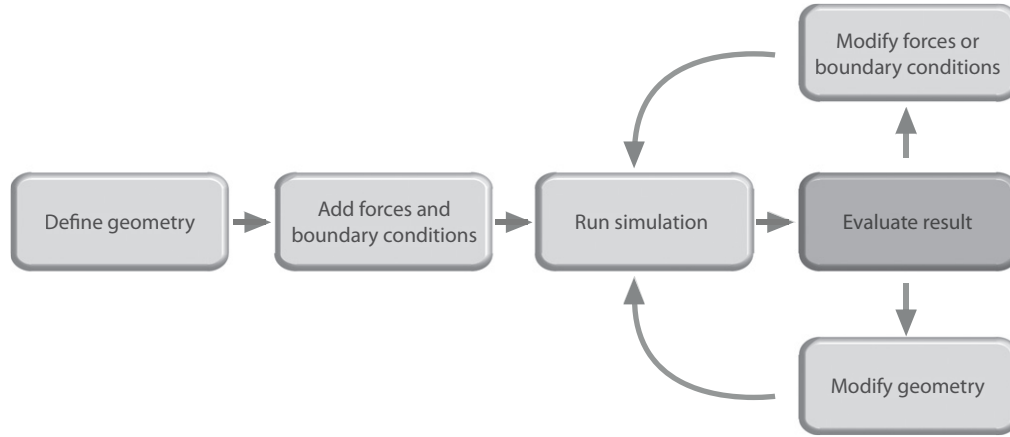 Modify forces or
boundary conditions
Define geometry
Add forces and
boundary conditions
Run simulation
Evaluate result
Modify geometry